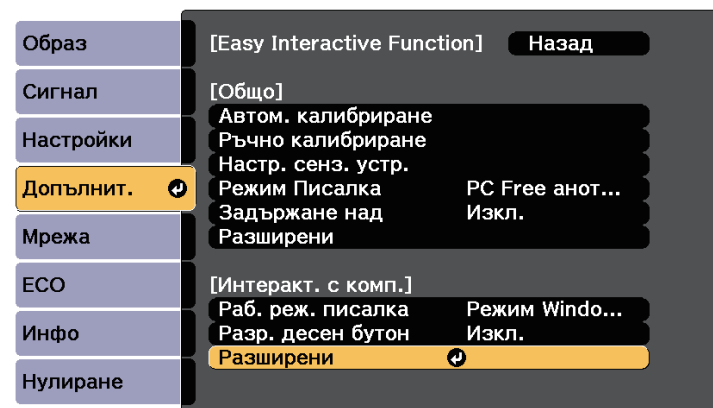 Образ
Сигнал
Настройки
Допълнит.
Мрежа
ECO
Инфо
Нулиране
[Easy Interactive Function] Назад
[Общо]
Автом. калибриране
Ръчно калибриране
Настр. сенз. устр.
Режим Писалка PC Free анот...
Задържане над Изкл.
Разширени
[Интеракт. с комп.]
Раб. реж. писалка Режим Windo...
Разр. десен бутон Изкл.
Разширени